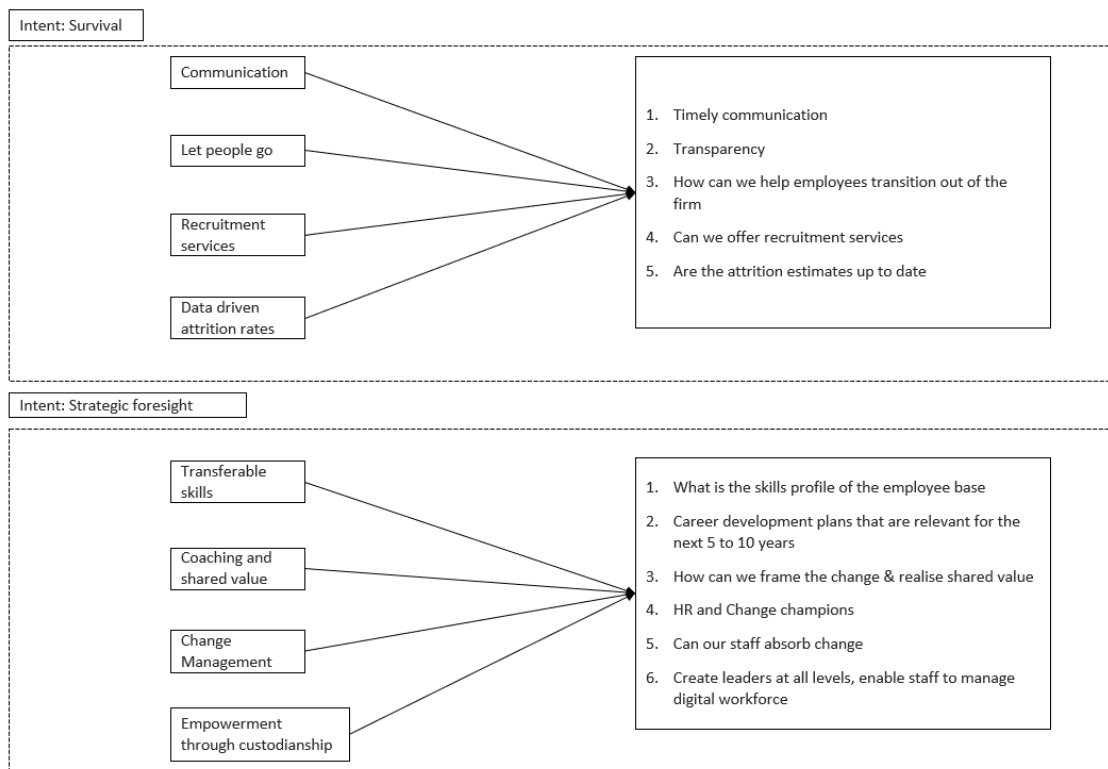 Intent: Survival
Communication
Let people go
Recruitment
services
Data driven
attrition rates
1. Timely communication
2. Transparency
3. How can we help employees transition out of the
firm
4. Can we offer recruitment services
5. Are the attrition estimates up to date
Intent: Strategic foresight
Transferable
skills
Coaching and
shared value
Change
Management
Empowerment
through custodianship
1. What is the skills profile of the employee base
2. Career development plans that are relevant for the
next 5 to 10 years
3. How can we frame the change & realise shared value
4. HR and Change champions
5. Can our staff absorb change
6. Create leaders at all levels, enable staff to manage
digital workforce